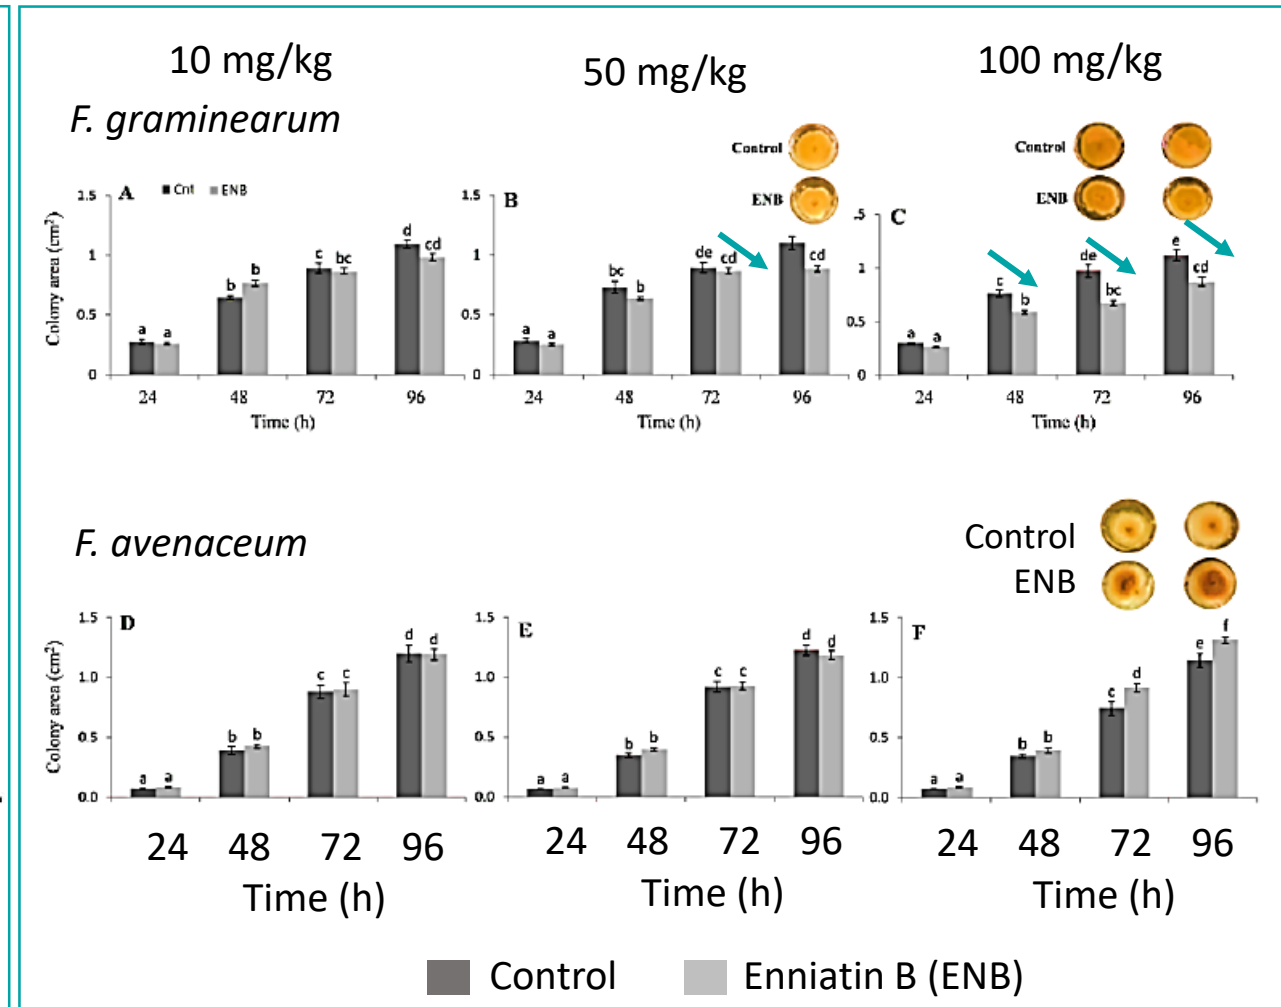 10 mg/kg
50 mg/kg
100 mg/kg
F. graminearum
Control
ENB
Control
ENB
A
Cnt
ENB
B
C
Colony area (cm²)
1.5
1
0.5
0
a
a
b
b
c
bc
d
cd
24
48
72
96
Time (h)
1.5
1
0.5
0
a
a
bc
b
de
cd
cd
24
48
72
96
Time (h)
.5
1
0.5
0
a
a
c
b
de
bc
e
cd
24
48
72
96
Time (h)
F. avenaceum
Control
ENB
D
E
F
Colony area (cm²)
1.5
1.0
0.5
0.0
a
a
b
b
c
c
d
d
24 48 72 96
Time (h)
1.5
1.0
0.5
0.0
a
a
b
b
c
c
d
d
24 48 72 96
Time (h)
1.5
1.0
0.5
0.0
a
a
b
b
c
d
e
f
24 48 72 96
Time (h)
Control
Enniatin B (ENB)